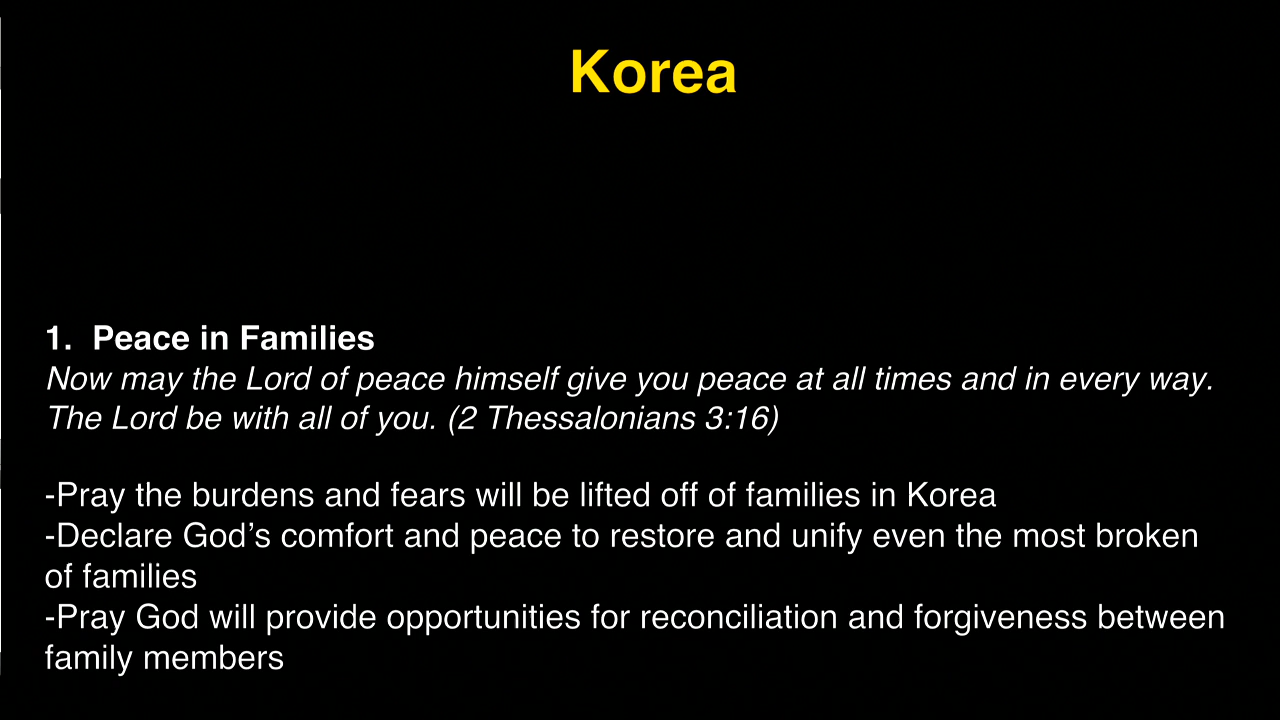 Korea
1.  Peace in Families
Now may the Lord of peace himself give you peace at all times and in every way.
The Lord be with all of you. (2 Thessalonians 3:16)
-Pray the burdens and fears will be lifted off of families in Korea
-Declare God’s comfort and peace to restore and unify even the most broken
of families
-Pray God will provide opportunities for reconciliation and forgiveness between
family members